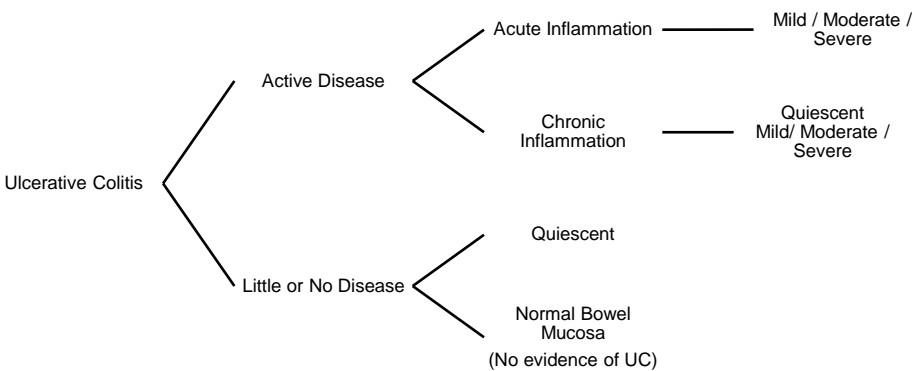 Ulcerative Colitis
Active Disease
Acute Inflammation
Mild / Moderate /
Severe
Chronic
Inflammation
Quiescent
Mild/ Moderate /
Severe
Little or No Disease
Quiescent
Normal Bowel
Mucosa
(No evidence of UC)